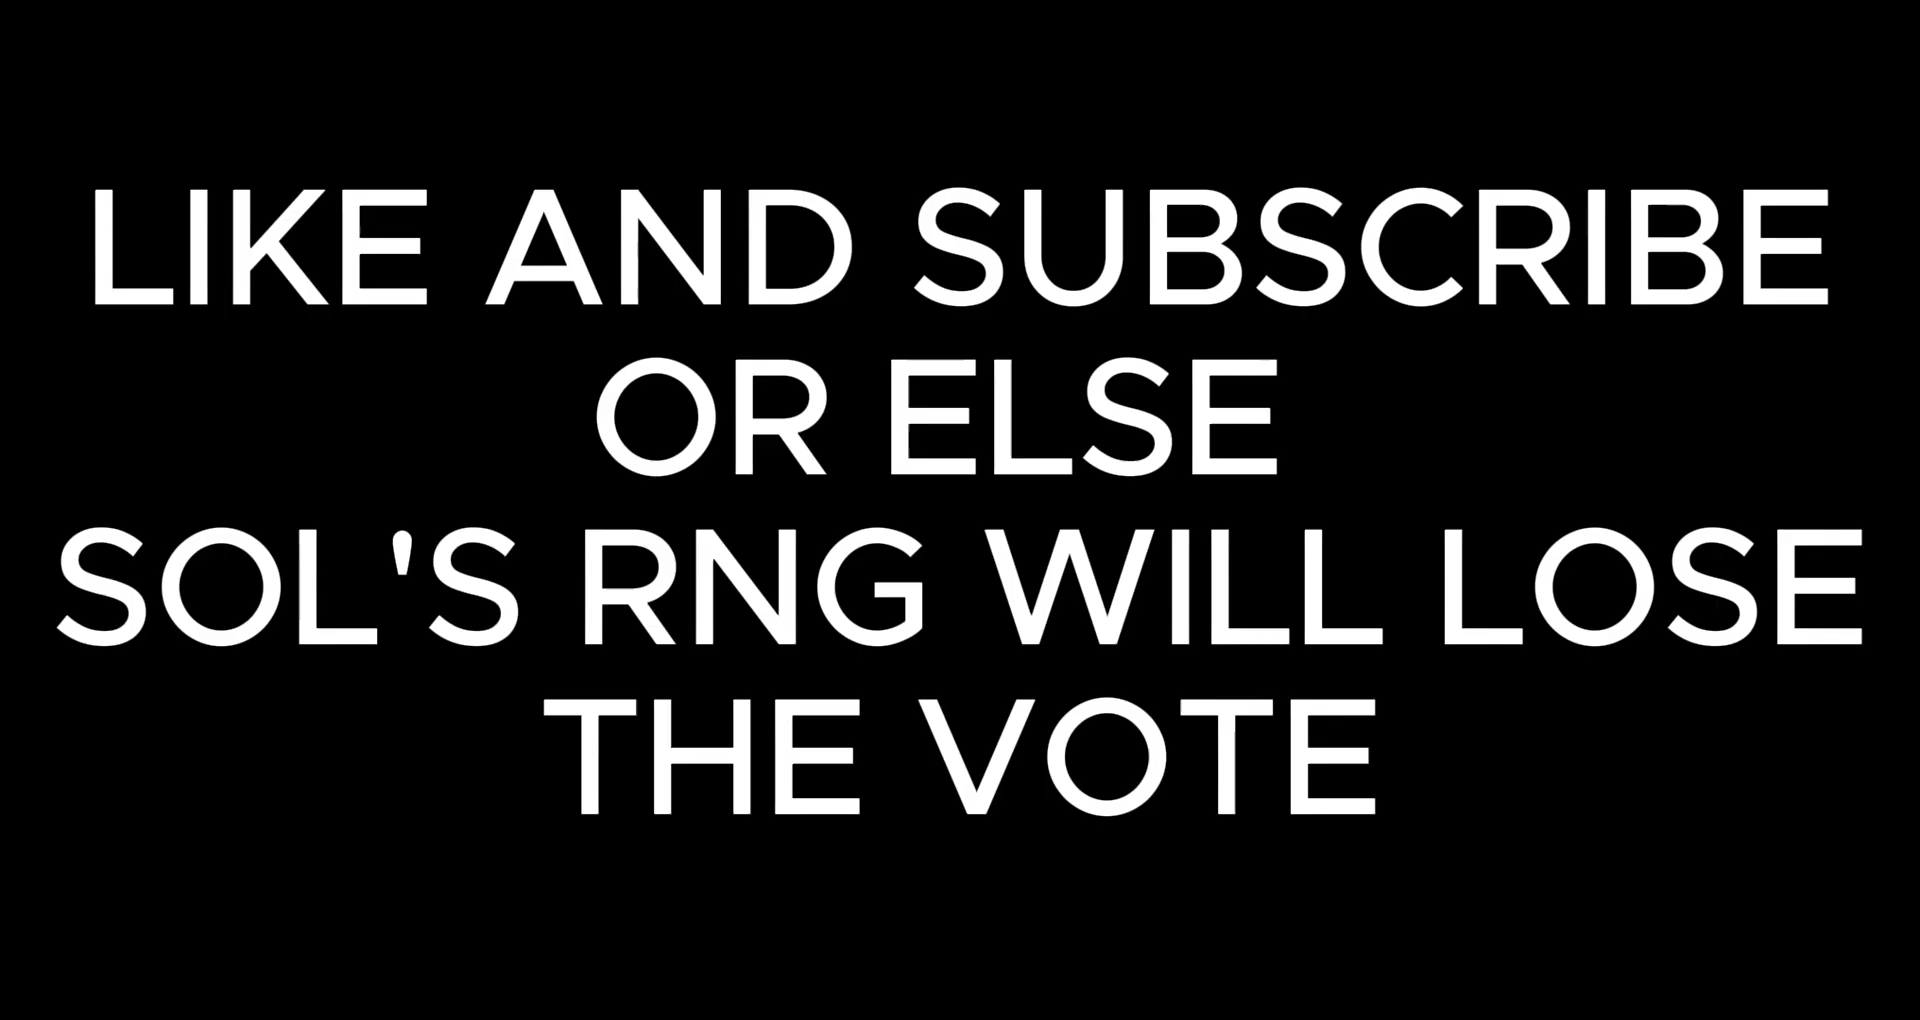 LIKE AND SUBSCRIBE
OR ELSE
SOL'S RNG WILL LOSE
THE VOTE